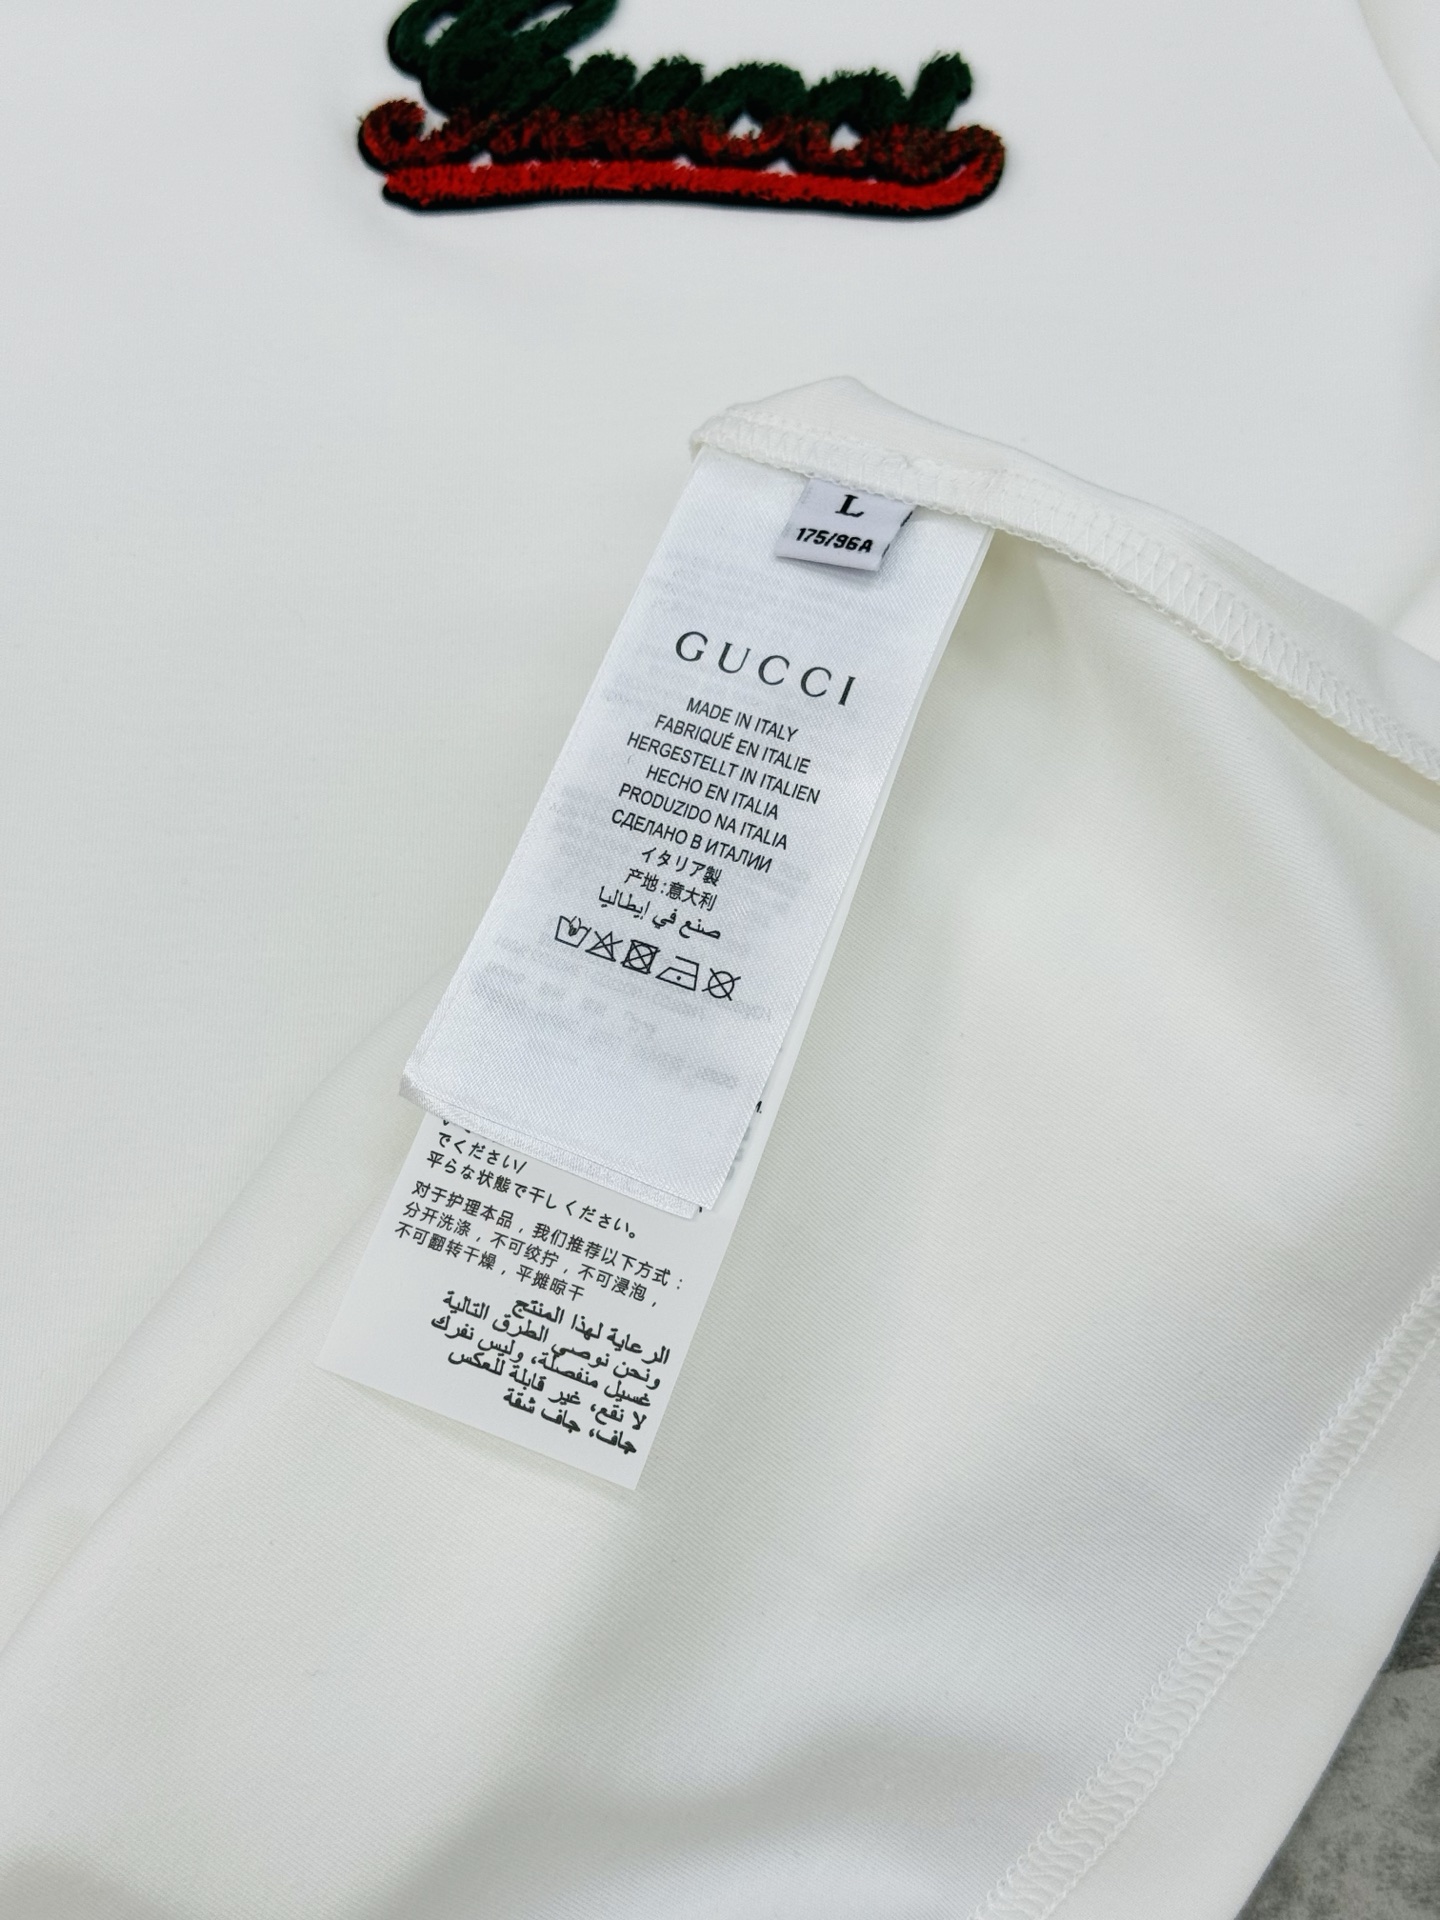 Gucci
L
175/96A
GUCCI
MADE IN ITALY
FABRIQUÉ EN ITALIE
HERGESTELLT IN ITALIEN
HECHO EN ITALIA
PRODUZIDO NA ITALIA
СДЕЛАНО В ИТАЛИИ
イタリア製
产地:意大利
صنع في إيطاليا
でください/
平らな状態で干しください。
对于护理本品，我们推荐以下方式：
分开洗涤，不可绞拧，不可浸泡，
不可翻转干燥，平摊晾干
الرعاية لهذا المنتج
ونحن نوصي الطرق التالية
غسيل منفصلة، وليس نفرك
لا نقع، غير قابلة للعكس
جاف، جاف شقة